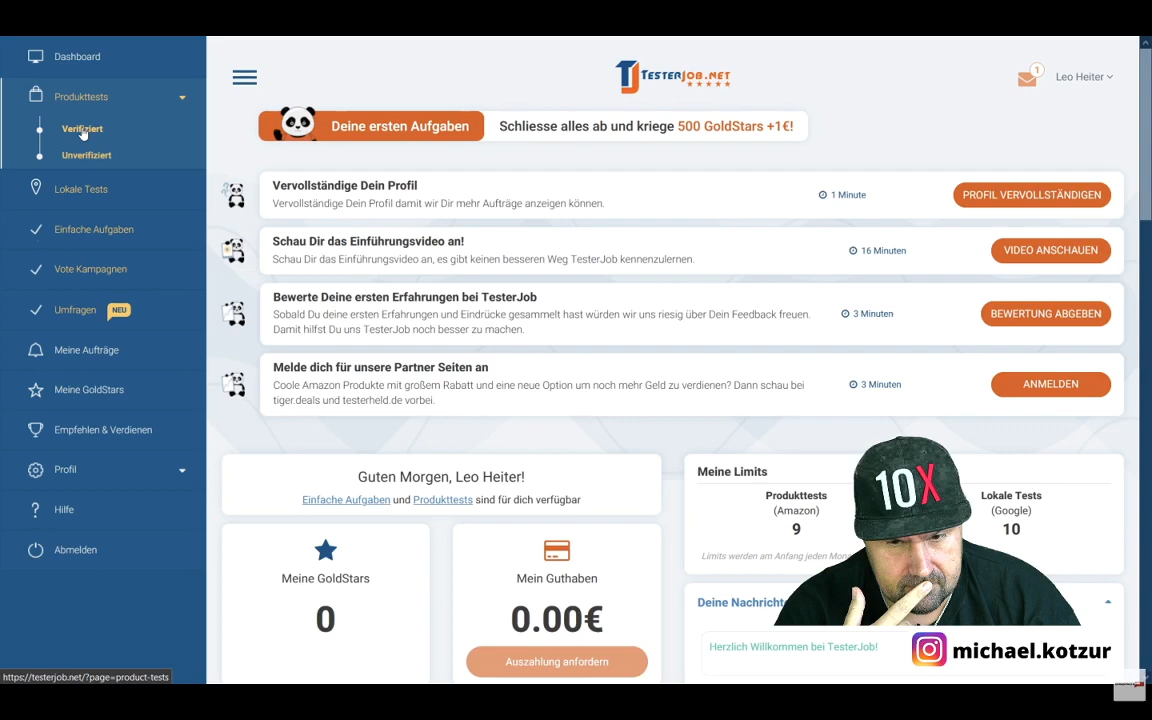 Dashboard
Produkttests
Verifiziert
Unverifiziert
Lokale Tests
Einfache Aufgaben
Vote Kampagnen
Umfragen NEU
Meine Aufträge
Meine GoldStars
Empfehlen & Verdienen
Profil
Hilfe
Abmelden
https://testerjob.net/?page=product-tests
TESTERJOB.NET
1
Leo Heiter
Deine ersten Aufgaben Schliesse alles ab und kriege 500 GoldStars +1€!
Vervollständige Dein Profil
Vervollständige Dein Profil damit wir Dir mehr Aufträge anzeigen können.
1 Minute
PROFIL VERVOLLSTÄNDIGEN
Schau Dir das Einführungsvideo an!
Schau Dir das Einführungsvideo an, es gibt keinen besseren Weg TesterJob kennenzulernen.
16 Minuten
VIDEO ANSCHAUEN
Bewerte Deine ersten Erfahrungen bei TesterJob
Sobald Du deine ersten Erfahrungen und Eindrücke gesammelt hast würden wir uns riesig über Dein Feedback freuen.
Damit hilfst Du uns TesterJob noch besser zu machen.
3 Minuten
BEWERTUNG ABGEBEN
Melde dich für unsere Partner Seiten an
Coole Amazon Produkte mit großem Rabatt und eine neue Option um noch mehr Geld zu verdienen? Dann schau bei
tiger.deals und testerheld.de vorbei.
3 Minuten
ANMELDEN
Guten Morgen, Leo Heiter!
Einfache Aufgaben und Produkttests sind für dich verfügbar
Meine GoldStars
0
Mein Guthaben
0.00€
Auszahlung anfordern
Meine Limits
Produkttests
(Amazon)
9
Lokale Tests
(Google)
10
Limits werden am Anfang jeden
Deine
Herzlich Willkommen bei TesterJob!
10X
michael.kotzur